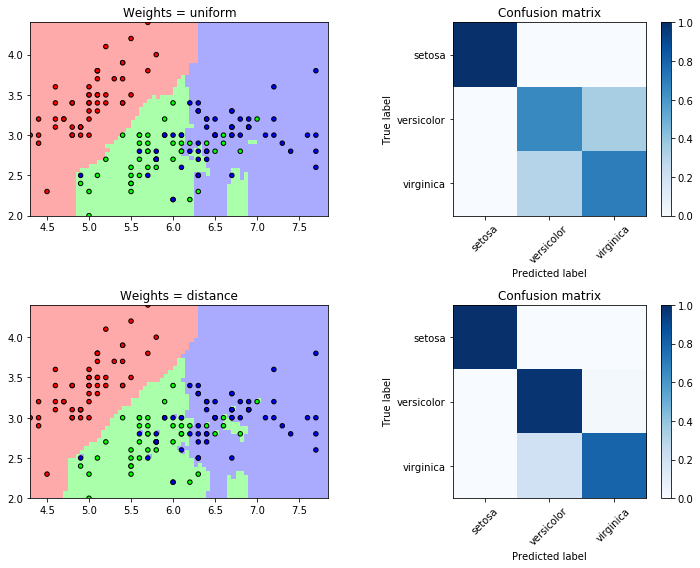 Weights = uniform
4.0
3.5
3.0
2.5
2.0
4.5 5.0 5.5 6.0 6.5 7.0 7.5
Confusion matrix
True label
setosa
versicolor
virginica
setosa versicolor virginica
Predicted label
1.0
0.8
0.6
0.4
0.2
0.0
Weights = distance
4.0
3.5
3.0
2.5
2.0
4.5 5.0 5.5 6.0 6.5 7.0 7.5
Confusion matrix
True label
setosa
versicolor
virginica
setosa versicolor virginica
Predicted label
1.0
0.8
0.6
0.4
0.2
0.0